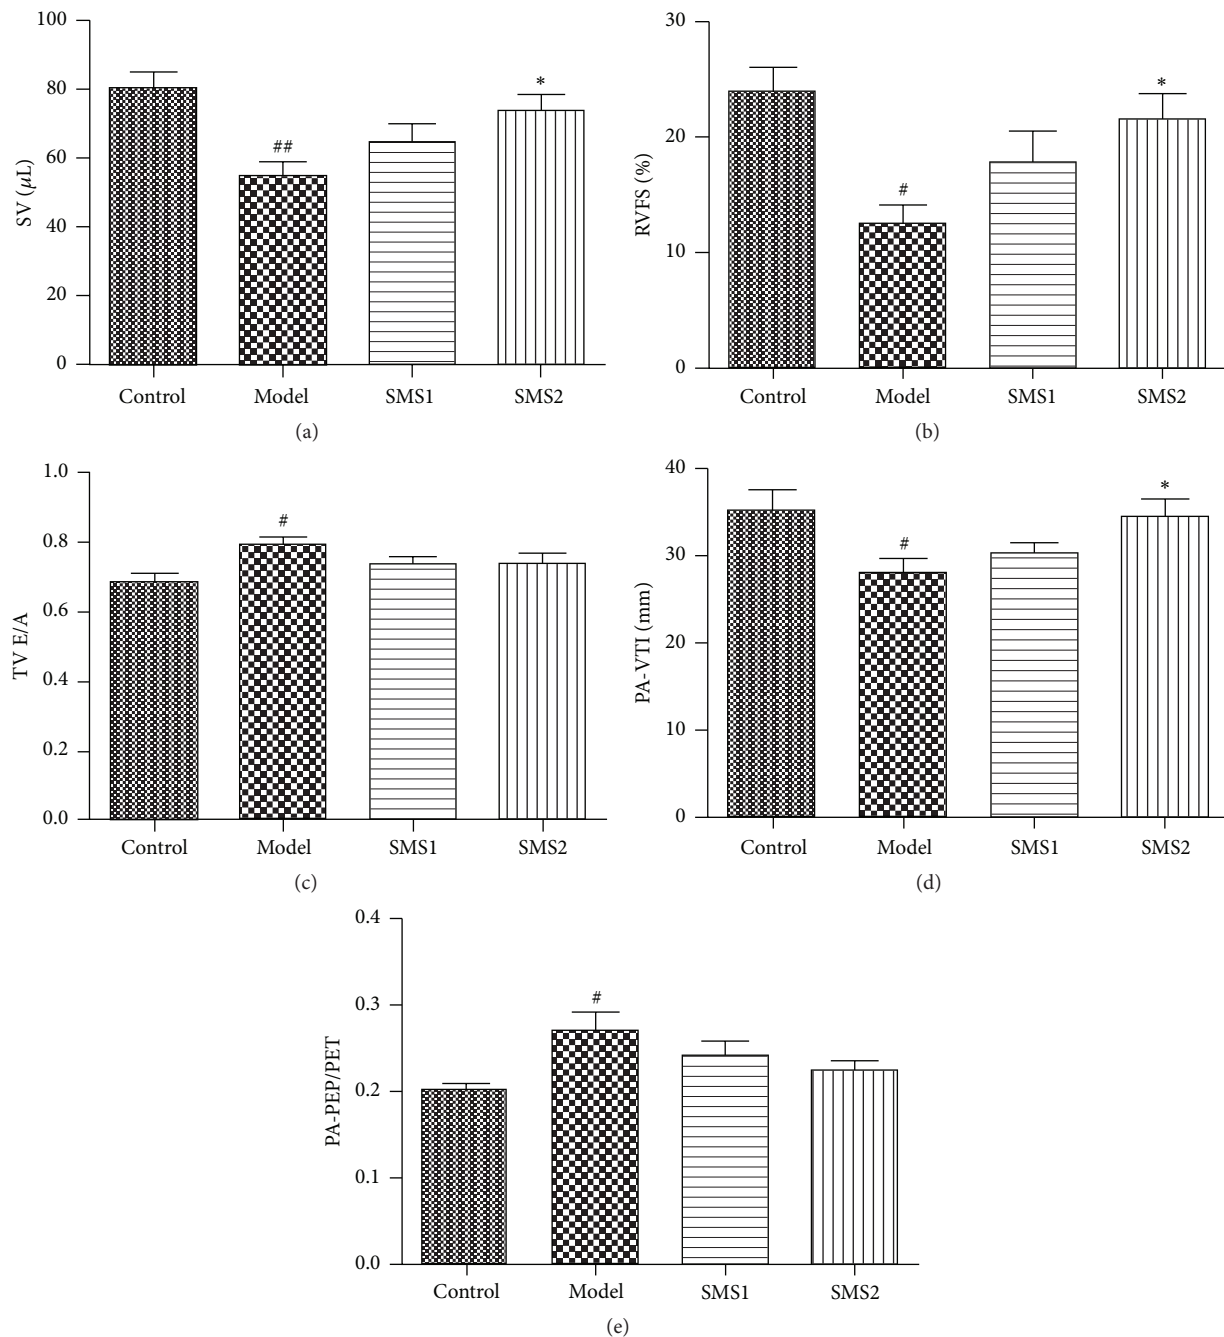 100
80
60
40
20
0
SV (μL)
##
*
Control Model SMS1 SMS2
(a)
30
20
10
0
RVFS (%)
#
*
Control Model SMS1 SMS2
(b)
1.0
0.8
0.6
0.4
0.2
0.0
TV E/A
#
Control Model SMS1 SMS2
(c)
40
30
20
10
0
PA-VTI (mm)
#
*
Control Model SMS1 SMS2
(d)
0.4
0.3
0.2
0.1
0.0
PA-PEP/PET
#
Control Model SMS1 SMS2
(e)